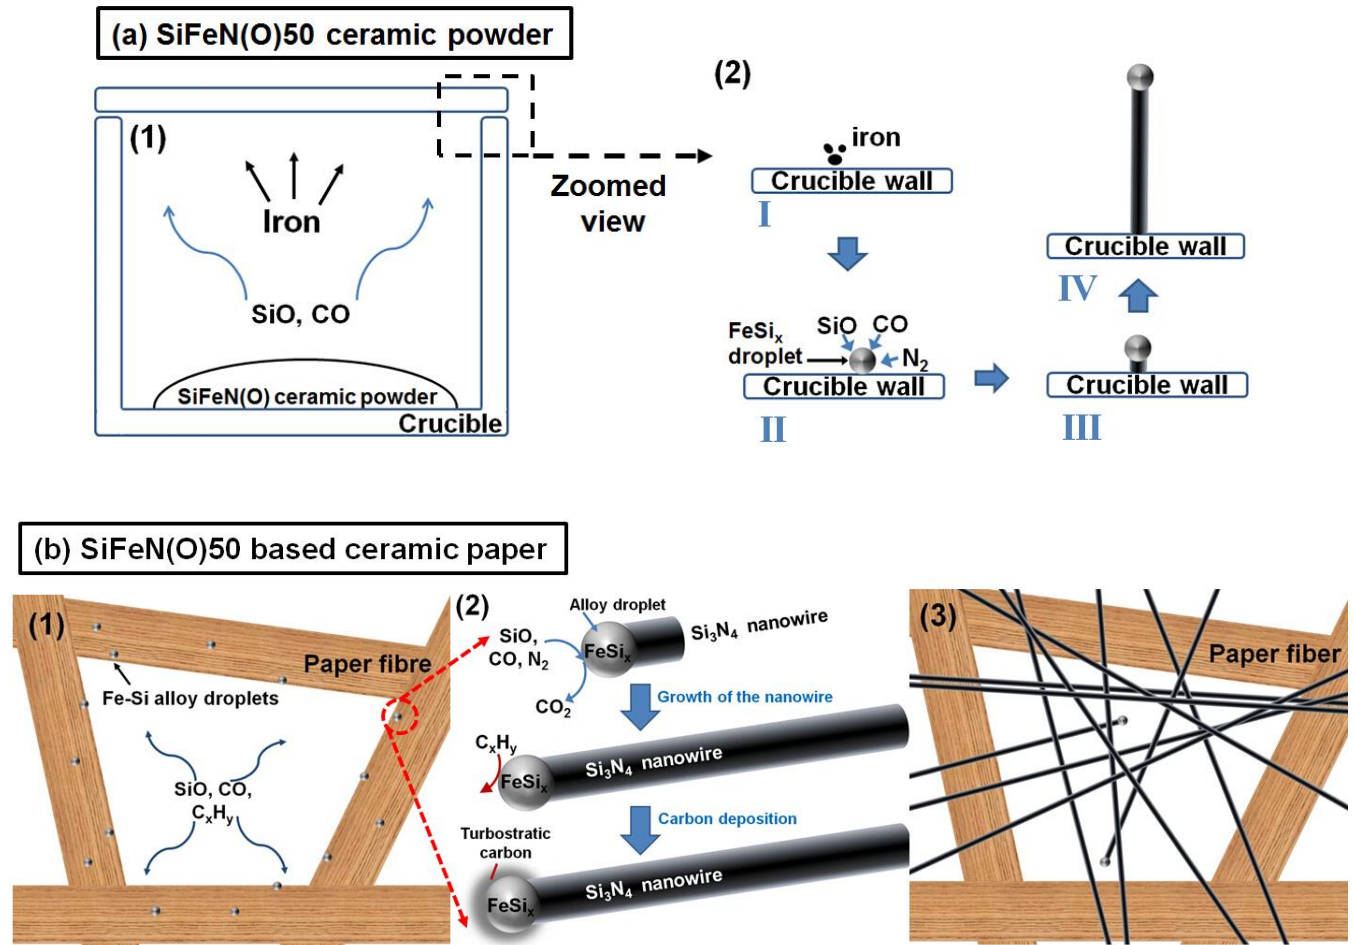 (a) SiFeN(O)50 ceramic powder
(1)
Iron
SiO, CO
SiFeN(O) ceramic powder
Crucible
Zoomed
view
(2)
iron
Crucible wall
I
FeSiₓ
droplet
SiO
CO
N₂
Crucible wall
II
Crucible wall
III
Crucible wall
IV
(b) SiFeN(O)50 based ceramic paper
(1)
Paper fibre
Fe-Si alloy droplets
SiO, CO,
CₓHᵧ
(2)
Alloy droplet
SiO,
CO, N₂
FeSiₓ
Si₃N₄ nanowire
CO₂
Growth of the nanowire
CₓHᵧ
FeSiₓ
Si₃N₄ nanowire
Carbon deposition
Turbostratic
carbon
FeSiₓ
Si₃N₄ nanowire
(3)
Paper fiber